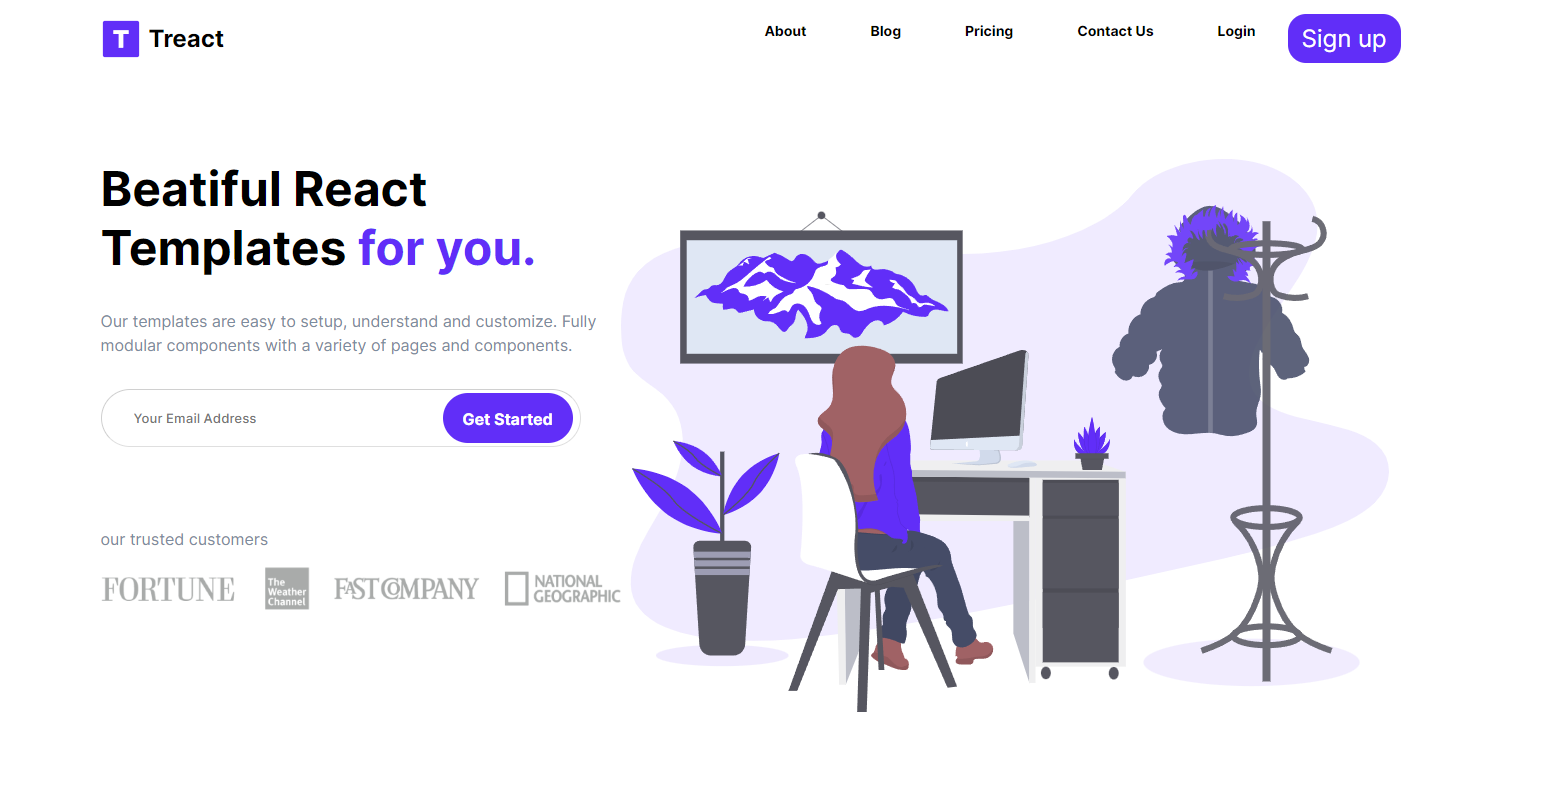 T Treact
About Blog Pricing Contact Us Login Sign up
Beatiful React
Templates for you.
Our templates are easy to setup, understand and customize. Fully
modular components with a variety of pages and components.
Your Email Address Get Started
our trusted customers
FORTUNE
The
Weather
Channel
FAST COMPANY
NATIONAL
GEOGRAPHIC